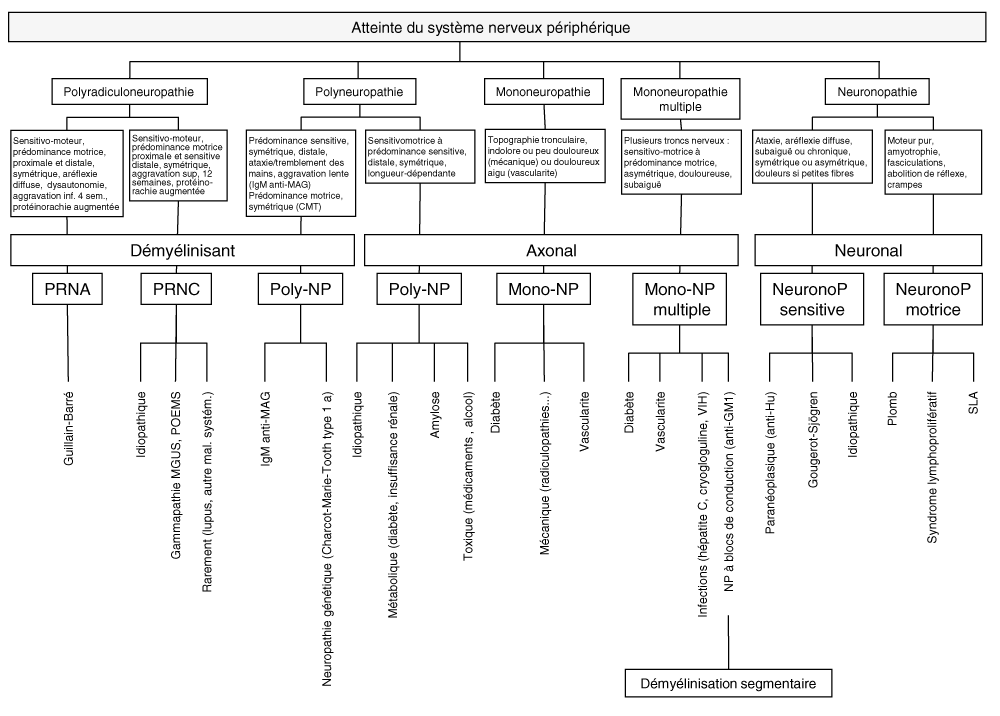 Atteinte du système nerveux périphérique
Polyradiculoneuropathie
Polyneuropathie
Mononeuropathie
Mononeuropathie
multiple
Neuronopathie
Sensitivo-moteur,
prédominance motrice,
proximale et distale,
symétrique, aréflexie
diffuse, dysautonomie,
aggravation inf. 4 sem.,
protéinorachie augmentée
Sensitivo-moteur,
prédominance motrice
proximale et sensitive
distale, symétrique,
aggravation sup, 12
semaines, protéino-
rachie augmentée
Prédominance sensitive,
symétrique, distale,
ataxie/tremblement des
mains, aggravation lente
(IgM anti-MAG)
Prédominance motrice,
symétrique (CMT)
Sensitivomotrice à
prédominance sensitive,
distale, symétrique,
longueur-dépendante
Topographie tronculaire,
indolore ou peu douloureux
(mécanique) ou douloureux
aigu (vascularite)
Plusieurs troncs nerveux :
sensitivo-motrice à
prédominance motrice,
asymétrique, douloureuse,
subaiguë
Ataxie, aréflexie diffuse,
subaiguë ou chronique,
symétrique ou asymétrique,
douleurs si petites fibres
Moteur pur,
amyotrophie,
fasciculations,
abolition de réflexe,
crampes
Démyélinisant
Axonal
Neuronal
PRNA
PRNC
Poly-NP
Poly-NP
Mono-NP
Mono-NP
multiple
NeuronoP
sensitive
NeuronoP
motrice
Guillain-Barré
Idiopathique
Gammapathie MGUS, POEMS
Rarement (lupus, autre mal. systém.)
IgM anti-MAG
Neuropathie génétique (Charcot-Marie-Tooth type 1 a)
Idiopathique
Métabolique (diabète, insuffisance rénale)
Amylose
Toxique (médicaments , alcool)
Diabète
Mécanique (radiculopathies...)
Vascularite
Diabète
Vascularite
Infections (hépatite C, cryogloguline, VIH)
NP à blocs de conduction (anti-GM1)
Paranéoplasique (anti-Hu)
Gougerot-Sjögren
Idiopathique
Plomb
Syndrome lymphoprolifératif
SLA
Démyélinisation segmentaire